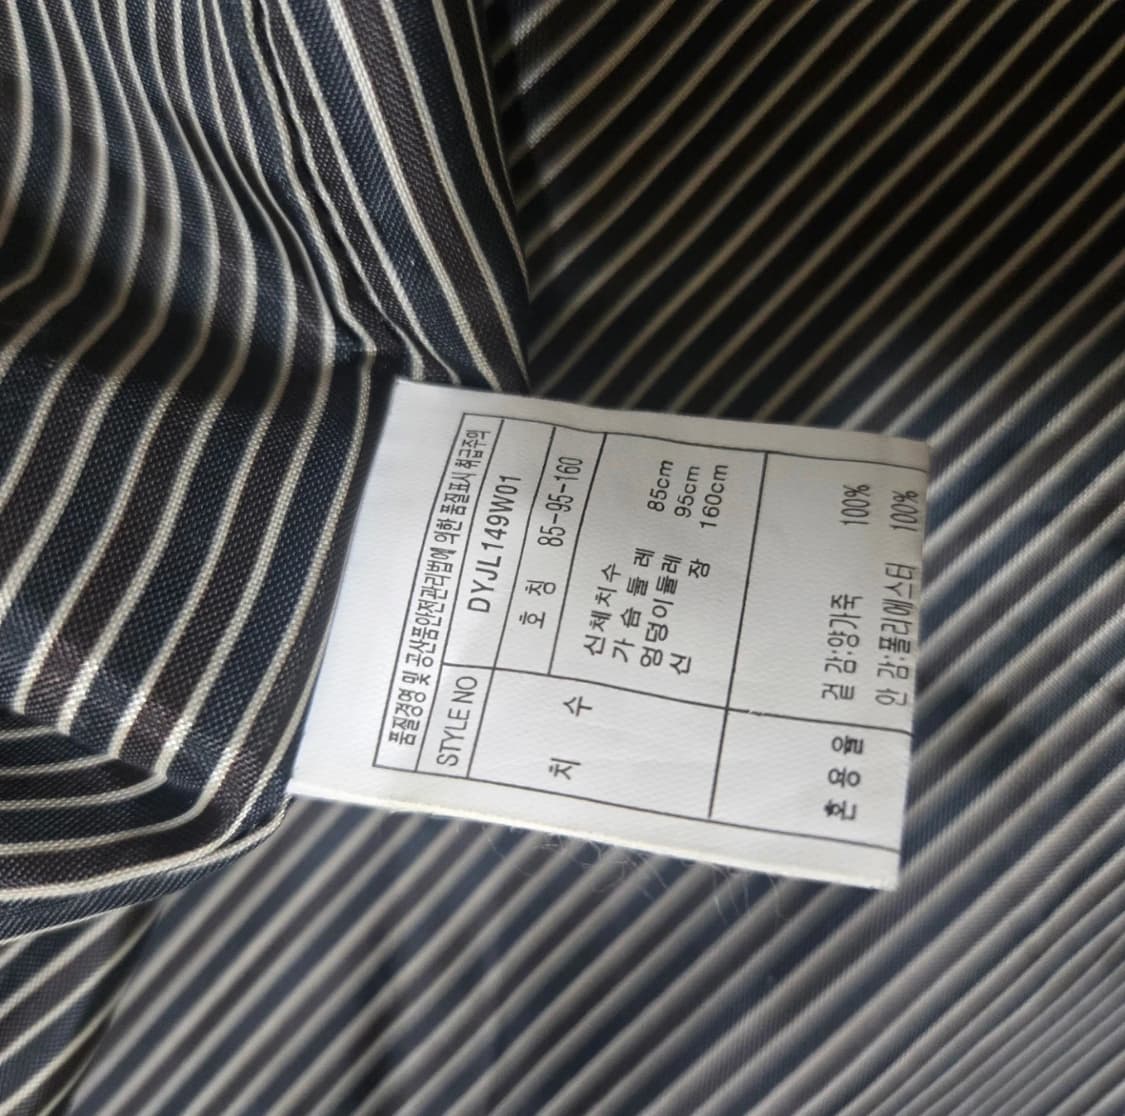 품질경영 및 공산품안전관리법에 의한 품질표시 취급주의
STYLE NO DYJL149W01
호 칭 85-95-160
치 수
신체치수
가 슴 둘 레 85cm
엉덩이둘레 95cm
신 장 160cm
혼 용 율
겉 감:양가죽 100%
안 감:폴리에스터 100%